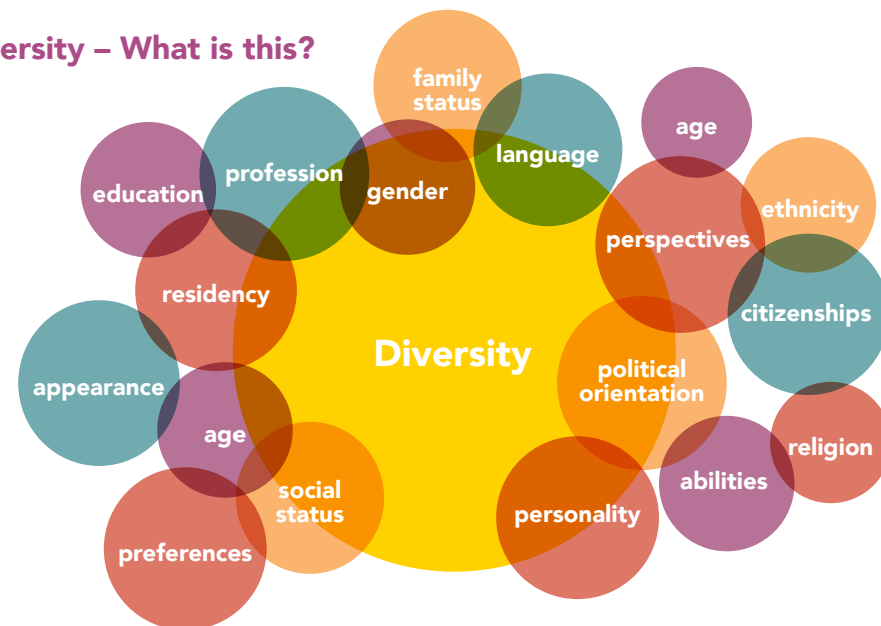 ersity – What is this?
family
status
age
language
profession
gender
education
ethnicity
perspectives
residency
citizenships
Diversity
political
orientation
appearance
age
religion
abilities
social
status
personality
preferences